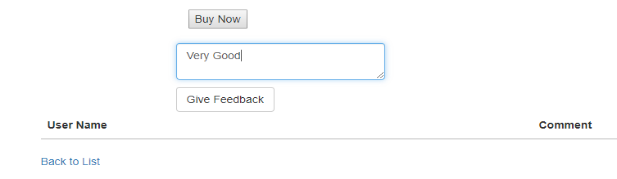 Buy Now
Very Good
Give Feedback
User Name Comment
Back to List